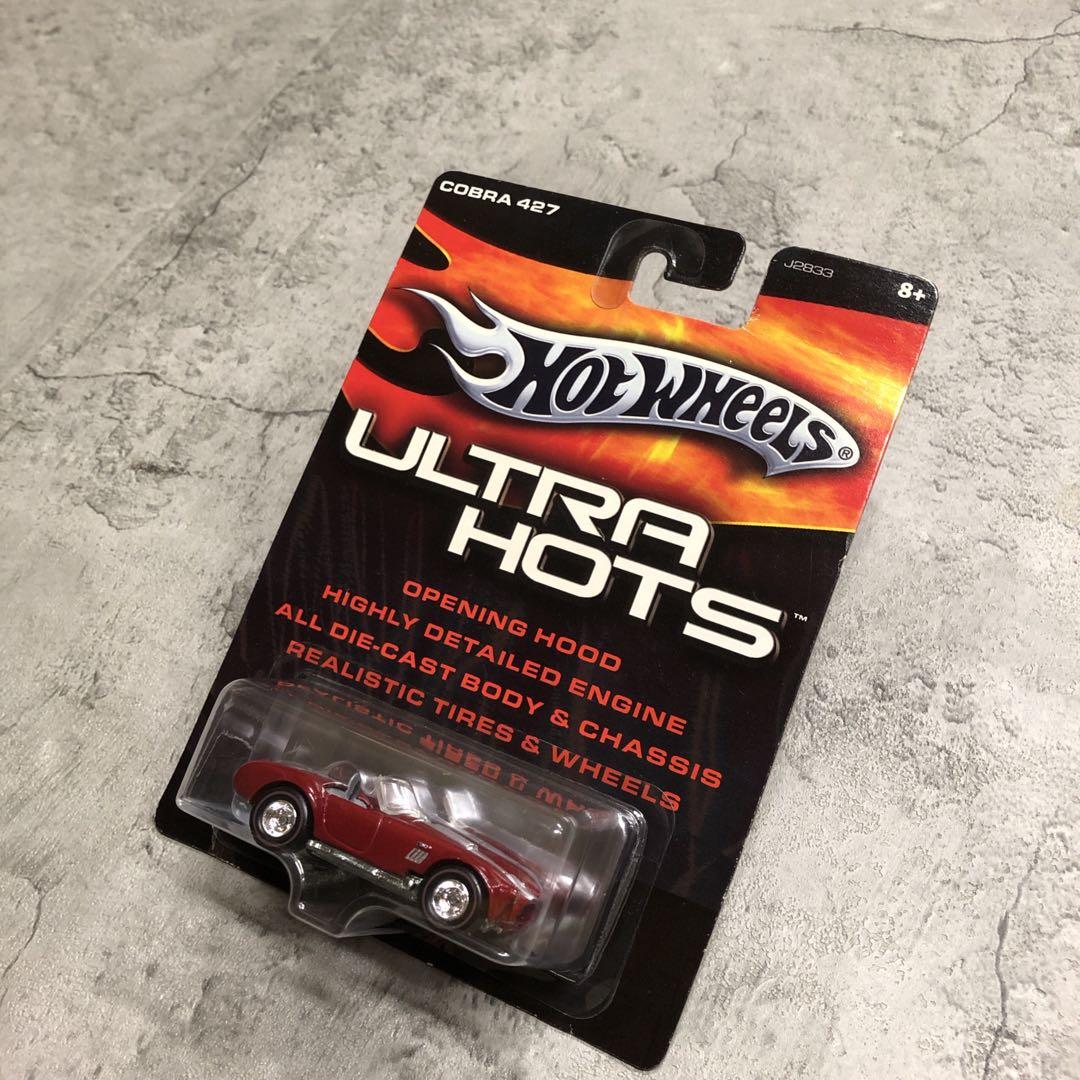 COBRA 427
J2833
8+
HOT WHEELS®
ULTRA
HOTS™
OPENING HOOD
HIGHLY DETAILED ENGINE
ALL DIE-CAST BODY & CHASSIS
REALISTIC TIRES & WHEELS